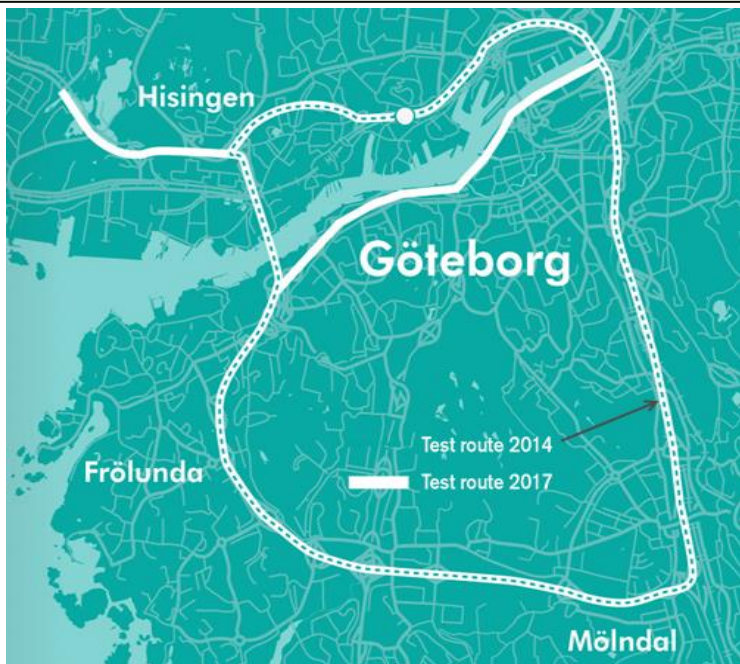 Hisingen
Göteborg
Test route 2014
Frölunda
Test route 2017
Mölndal